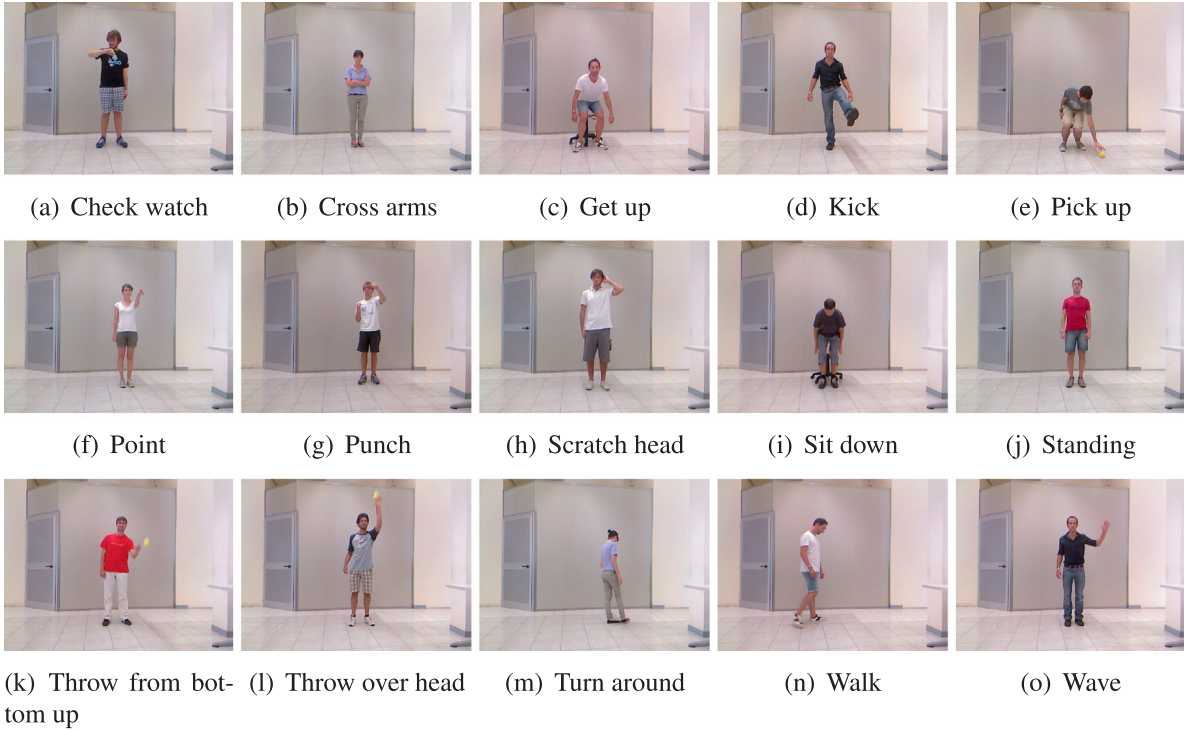 (a) Check watch
(b) Cross arms
(c) Get up
(d) Kick
(e) Pick up
(f) Point
(g) Punch
(h) Scratch head
(i) Sit down
(j) Standing
(k) Throw from bot-
tom up
(l) Throw over head
(m) Turn around
(n) Walk
(o) Wave